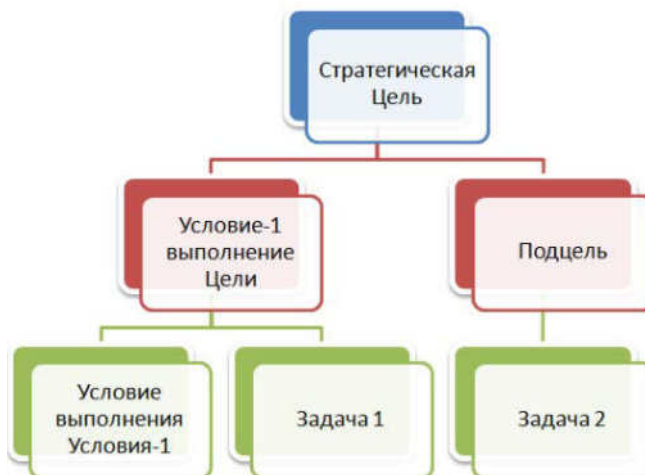 Стратегическая
Цель
Условие-1
выполнение
Цели
Подцель
Условие
выполнения
Условия-1
Задача 1
Задача 2